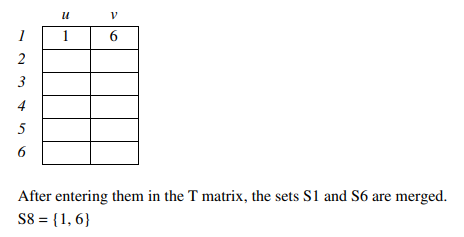 u v
1 1 6
2
3
4
5
6
After entering them in the T matrix, the sets S1 and S6 are merged.
S8 = {1, 6}